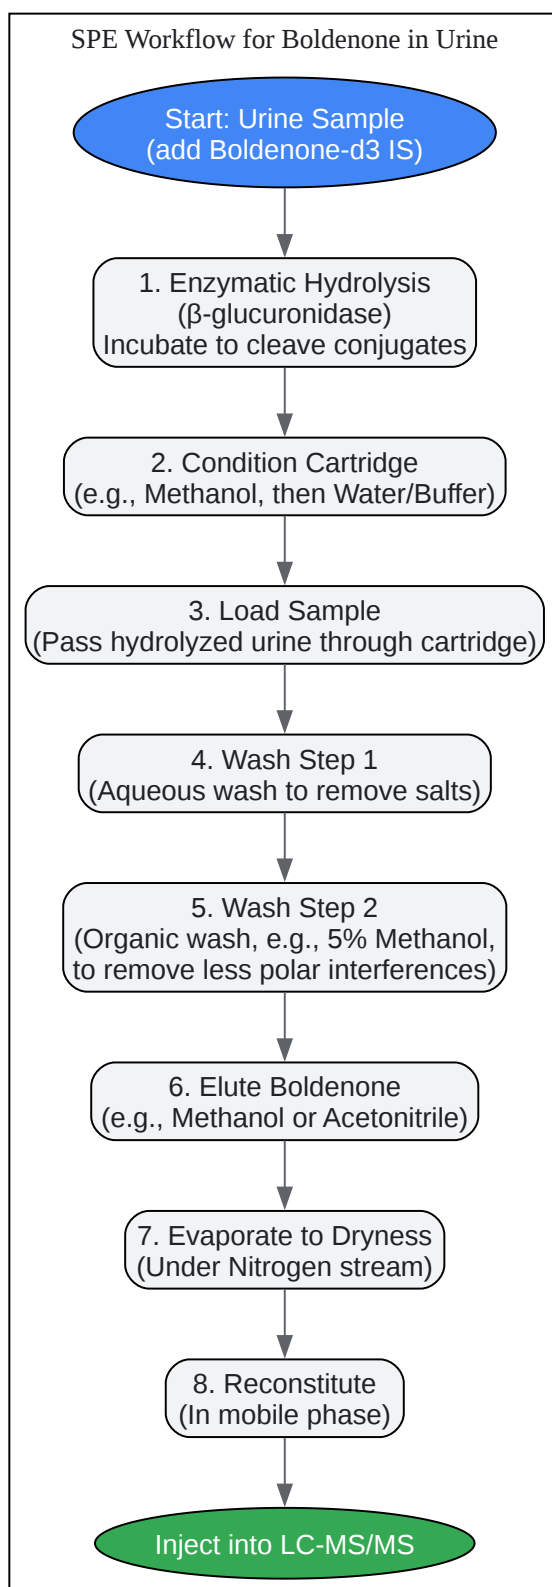 SPE Workflow for Boldenone in Urine
Start: Urine Sample
(add Boldenone-d3 IS)
1. Enzymatic Hydrolysis
(β-glucuronidase)
Incubate to cleave conjugates
2. Condition Cartridge
(e.g., Methanol, then Water/Buffer)
3. Load Sample
(Pass hydrolyzed urine through cartridge)
4. Wash Step 1
(Aqueous wash to remove salts)
5. Wash Step 2
(Organic wash, e.g., 5% Methanol,
to remove less polar interferences)
6. Elute Boldenone
(e.g., Methanol or Acetonitrile)
7. Evaporate to Dryness
(Under Nitrogen stream)
8. Reconstitute
(In mobile phase)
Inject into LC-MS/MS